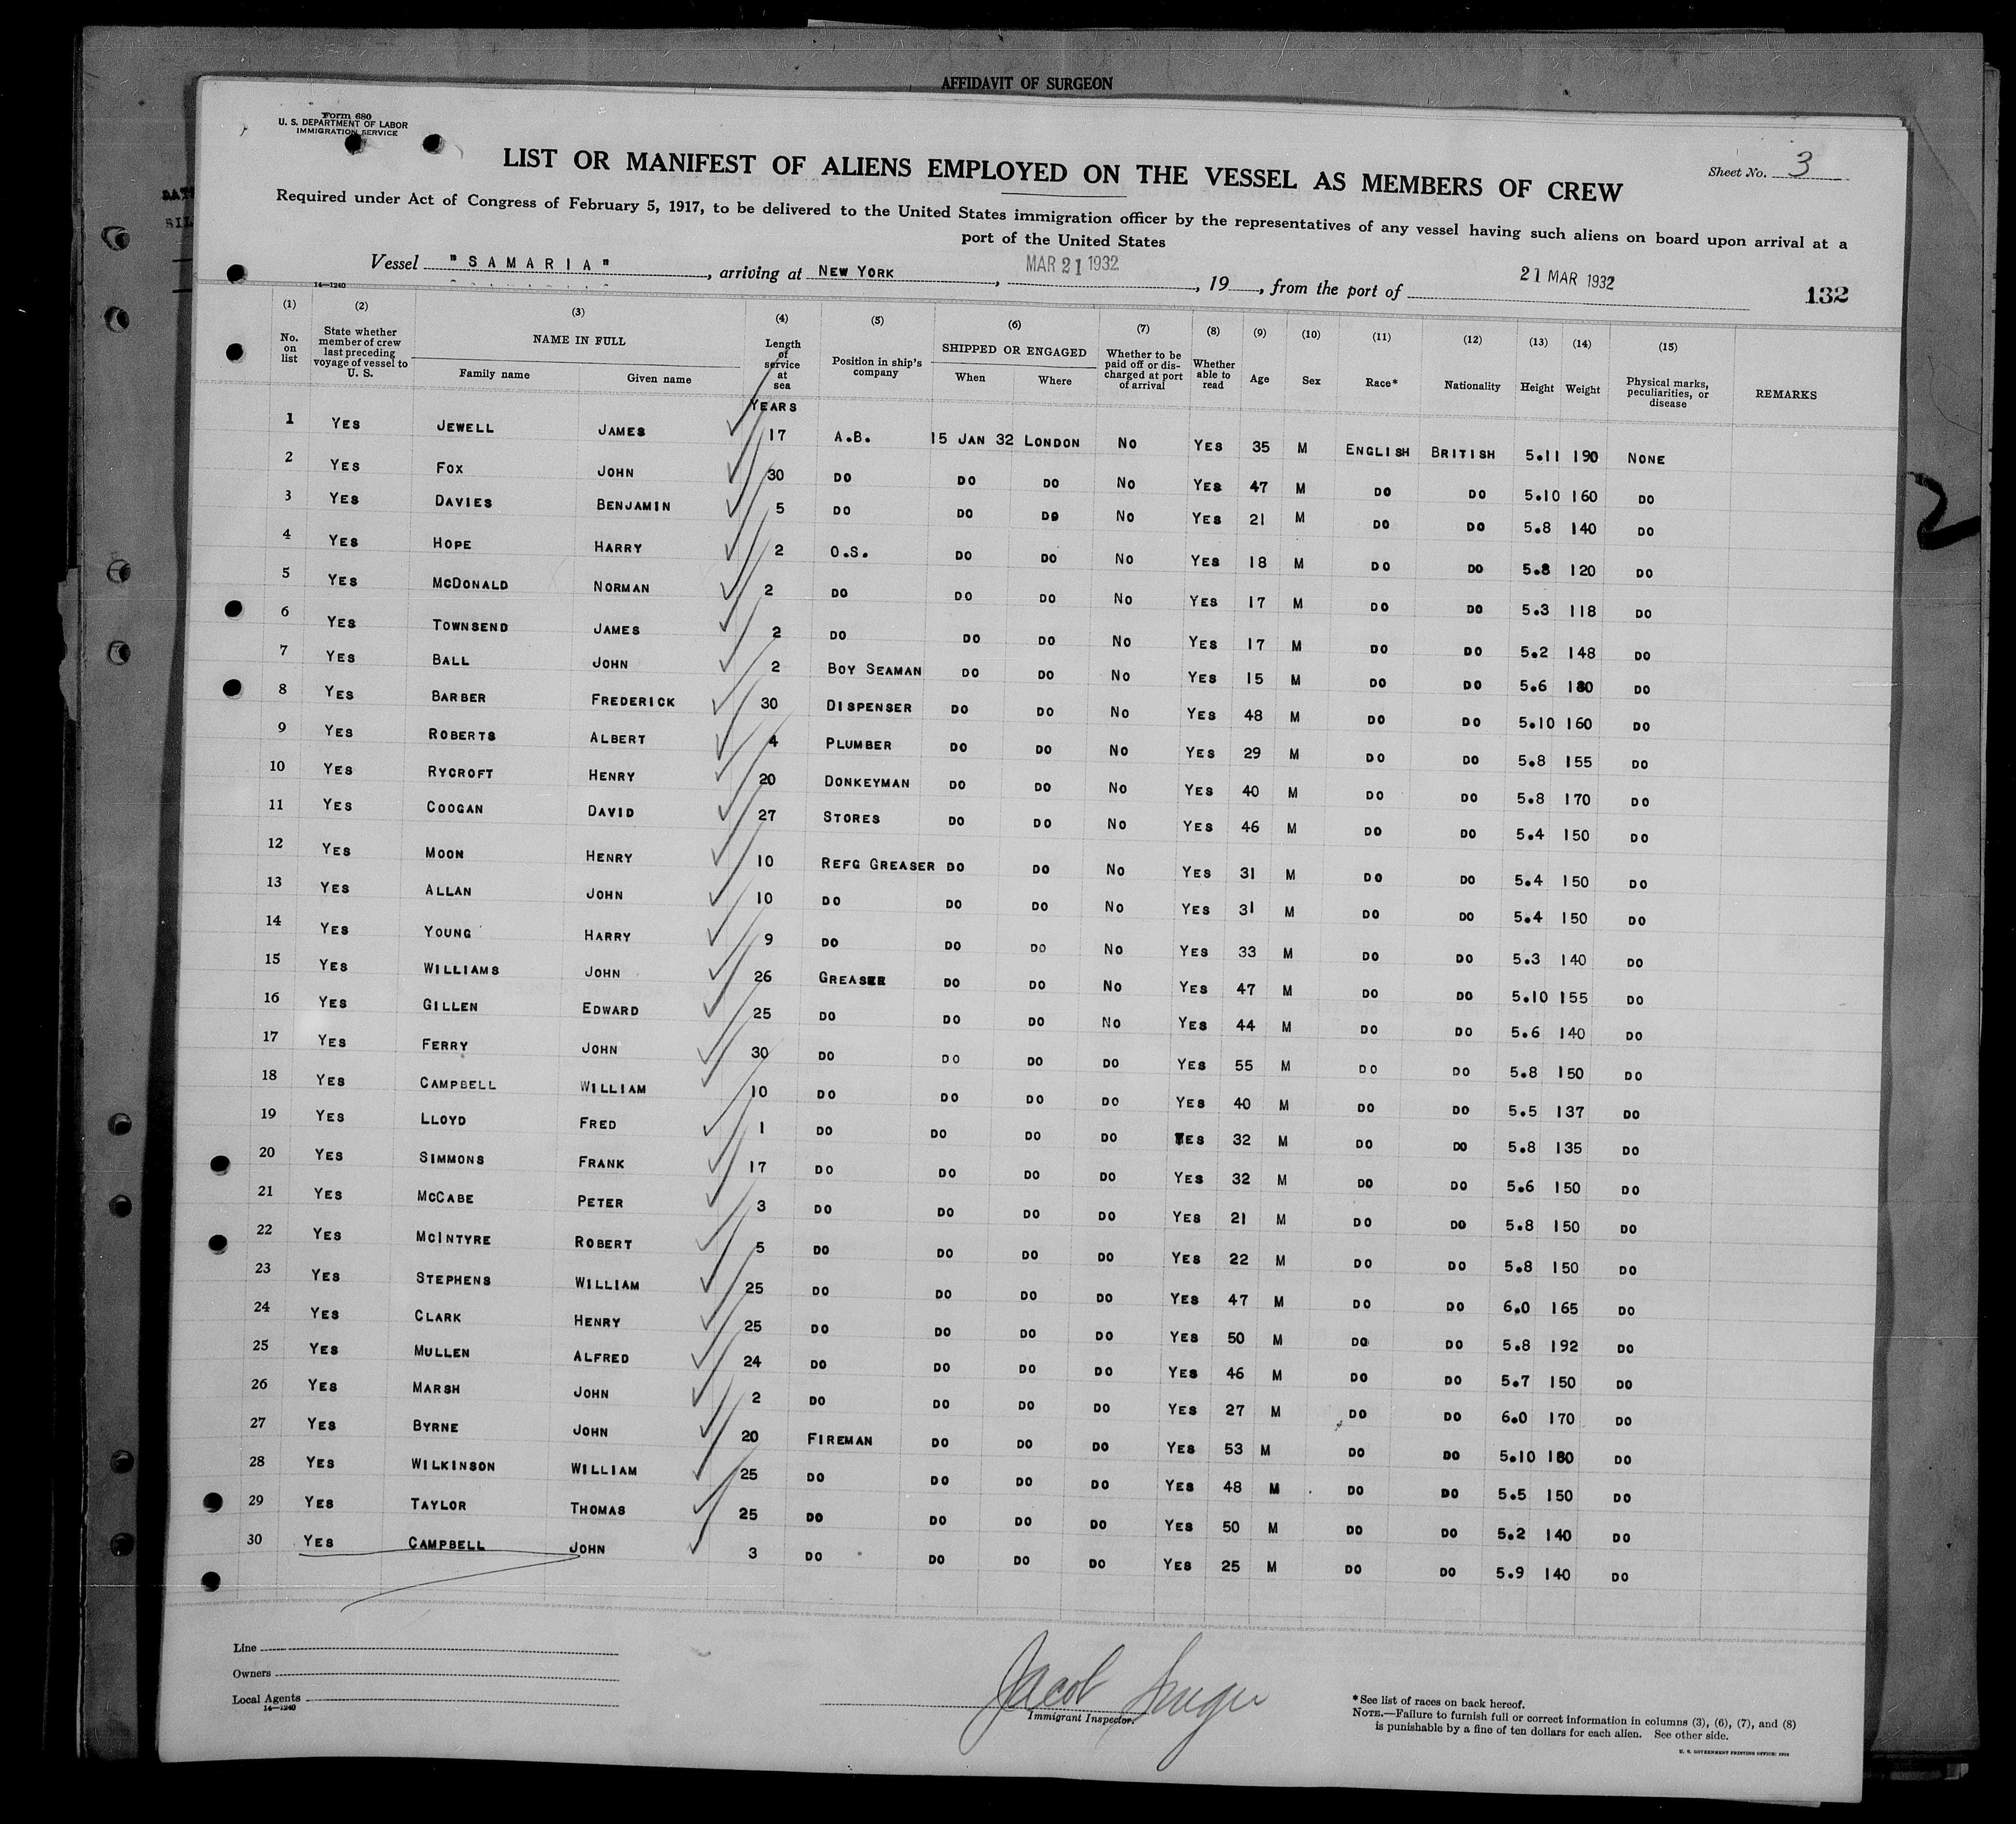 AFFIDAVIT OF SURGEON
Form 680
U. S. DEPARTMENT OF LABOR
IMMIGRATION SERVICE
Sheet No. 3
LIST OR MANIFEST OF ALIENS EMPLOYED ON THE VESSEL AS MEMBERS OF CREW
Required under Act of Congress of February 5, 1917, to be delivered to the United States immigration officer by the representatives of any vessel having such aliens on board upon arrival at a
port of the United States
Vessel "SAMARIA", arriving at NEW YORK, MAR 21 1932, 19, from the port of 21 MAR 1932
132
14—1240
(1) (2) (3) (4) (5) (6) (7) (8) (9) (10) (11) (12) (13) (14) (15)
No. on list State whether member of crew last preceding voyage of vessel to U. S. NAME IN FULL Family name Given name Length of service at sea Position in ship's company SHIPPED OR ENGAGED When Where Whether to be paid off or discharged at port of arrival Whether able to read Age Sex Race* Nationality Height Weight Physical marks, peculiarities, or disease REMARKS
YEARS
1 YES JEWELL JAMES 17 A.B. 15 JAN 32 LONDON NO YES 35 M ENGLISH BRITISH 5.11 190 NONE
2 YES FOX JOHN 30 DO DO DO NO YES 47 M DO DO 5.10 160 DO
3 YES DAVIES BENJAMIN 5 DO DO DO NO YES 21 M DO DO 5.8 140 DO
4 YES HOPE HARRY 2 O.S. DO DO NO YES 18 M DO DO 5.8 120 DO
5 YES MCDONALD NORMAN 2 DO DO DO NO YES 17 M DO DO 5.3 118 DO
6 YES TOWNSEND JAMES 2 DO DO DO NO YES 17 M DO DO 5.2 148 DO
7 YES BALL JOHN 2 BOY SEAMAN DO DO NO YES 15 M DO DO 5.6 180 DO
8 YES BARBER FREDERICK 30 DISPENSER DO DO NO YES 48 M DO DO 5.10 160 DO
9 YES ROBERTS ALBERT 4 PLUMBER DO DO NO YES 29 M DO DO 5.8 155 DO
10 YES RYCROFT HENRY 20 DONKEYMAN DO DO NO YES 40 M DO DO 5.8 170 DO
11 YES COOGAN DAVID 27 STORES DO DO NO YES 46 M DO DO 5.4 150 DO
12 YES MOON HENRY 10 REFG GREASER DO DO NO YES 31 M DO DO 5.4 150 DO
13 YES ALLAN JOHN 10 DO DO DO NO YES 31 M DO DO 5.4 150 DO
14 YES YOUNG HARRY 9 DO DO DO NO YES 33 M DO DO 5.3 140 DO
15 YES WILLIAMS JOHN 26 GREASER DO DO NO YES 47 M DO DO 5.10 155 DO
16 YES GILLEN EDWARD 25 DO DO DO NO YES 44 M DO DO 5.6 140 DO
17 YES FERRY JOHN 30 DO DO DO DO YES 55 M DO DO 5.8 150 DO
18 YES CAMPBELL WILLIAM 10 DO DO DO DO YES 40 M DO DO 5.5 137 DO
19 YES LLOYD FRED 1 DO DO DO DO YES 32 M DO DO 5.8 135 DO
20 YES SIMMONS FRANK 17 DO DO DO DO YES 32 M DO DO 5.6 150 DO
21 YES MCCABE PETER 3 DO DO DO DO YES 21 M DO DO 5.8 150 DO
22 YES MCINTYRE ROBERT 5 DO DO DO DO YES 22 M DO DO 5.8 150 DO
23 YES STEPHENS WILLIAM 25 DO DO DO DO YES 47 M DO DO 6.0 165 DO
24 YES CLARK HENRY 25 DO DO DO DO YES 50 M DO DO 5.8 192 DO
25 YES MULLEN ALFRED 24 DO DO DO DO YES 46 M DO DO 5.7 150 DO
26 YES MARSH JOHN 2 DO DO DO DO YES 27 M DO DO 6.0 170 DO
27 YES BYRNE JOHN 20 FIREMAN DO DO DO YES 53 M DO DO 5.10 180 DO
28 YES WILKINSON WILLIAM 25 DO DO DO DO YES 48 M DO DO 5.5 150 DO
29 YES TAYLOR THOMAS 25 DO DO DO DO YES 50 M DO DO 5.2 140 DO
30 YES CAMPBELL JOHN 3 DO DO DO DO YES 25 M DO DO 5.9 140 DO
2
Line
Owners
Local Agents
14—1240
Jacob
Immigrant Inspector.
*See list of races on back hereof.
NOTE.—Failure to furnish full or correct information in columns (3), (6), (7), and (8)
is punishable by a fine of ten dollars for each alien. See other side.